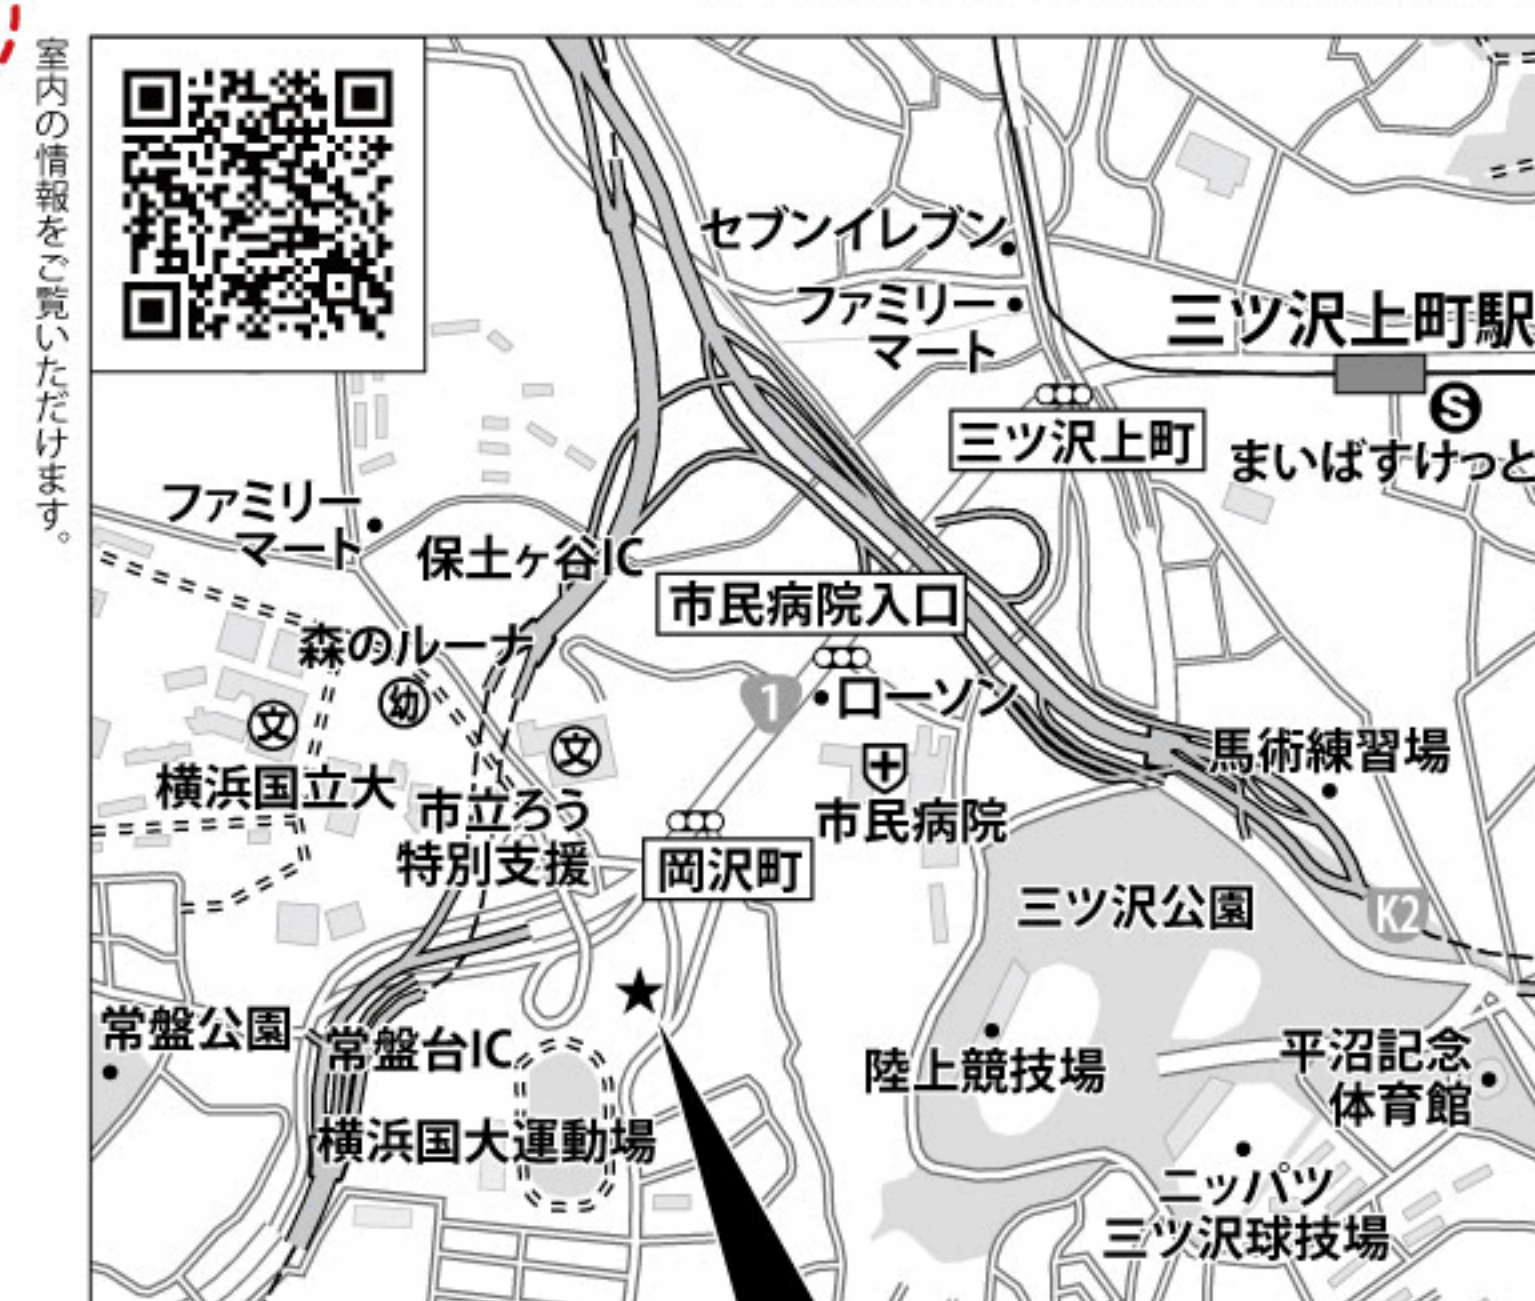 室内の情報をご覧いただけます。
セブンイレブン
ファミリー
マート
三ツ沢上町駅
S
三ツ沢上町
まいばすけっと
ファミリー
マート
保土ヶ谷IC
市民病院入口
森のルーナ
幼
1
ローソン
文
文
馬術練習場
横浜国立大
市立ろう
特別支援
市民病院
岡沢町
三ツ沢公園
K2
常盤公園
常盤台IC
陸上競技場
平沼記念
体育館
横浜国大運動場
ニッパツ
三ツ沢球技場